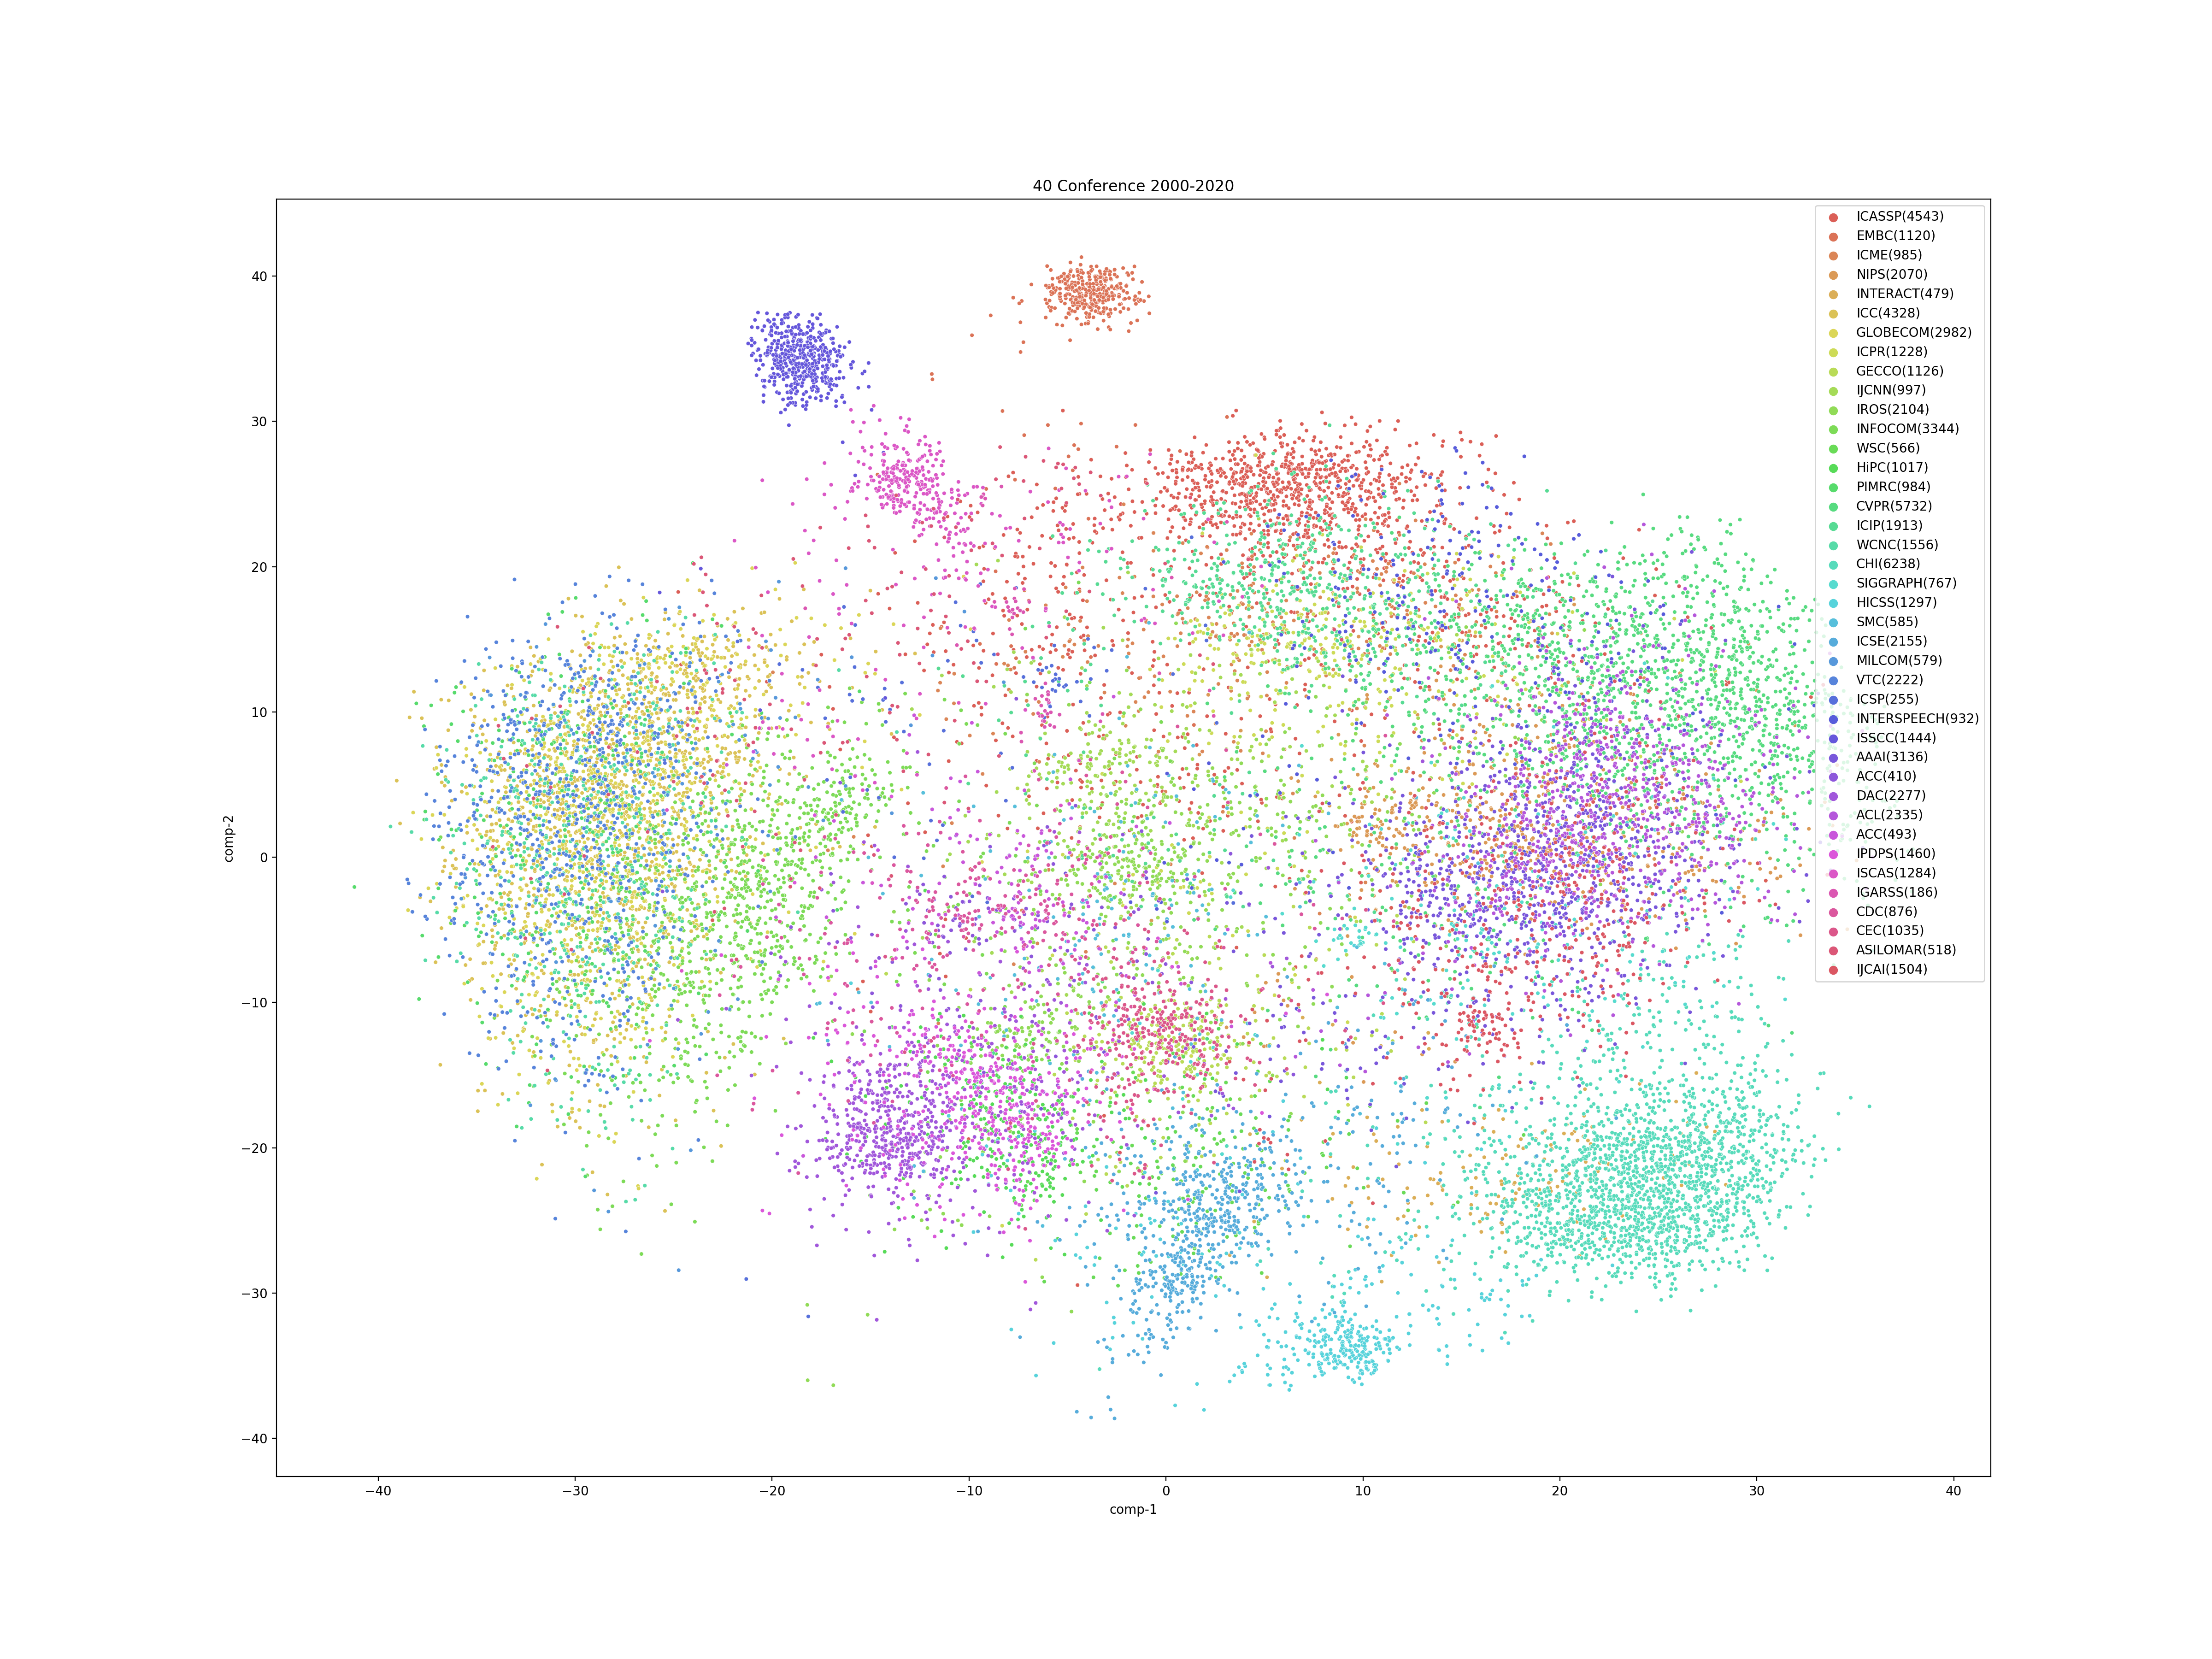 40 Conference 2000-2020
ICASSP(4543)
EMBC(1120)
ICME(985)
NIPS(2070)
INTERACT(479)
ICC(4328)
GLOBECOM(2982)
ICPR(1228)
GECCO(1126)
IJCNN(997)
IROS(2104)
INFOCOM(3344)
WSC(566)
HiPC(1017)
PIMRC(984)
CVPR(5732)
ICIP(1913)
WCNC(1556)
CHI(6238)
SIGGRAPH(767)
HICSS(1297)
SMC(585)
ICSE(2155)
MILCOM(579)
VTC(2222)
ICSP(255)
INTERSPEECH(932)
ISSCC(1444)
AAAI(3136)
ACC(410)
DAC(2277)
ACL(2335)
ACC(493)
IPDPS(1460)
ISCAS(1284)
IGARSS(186)
CDC(876)
CEC(1035)
ASILOMAR(518)
IJCAI(1504)
40
30
20
10
0
−10
−20
−30
−40
comp-2
−40 −30 −20 −10 0 10 20 30 40
comp-1